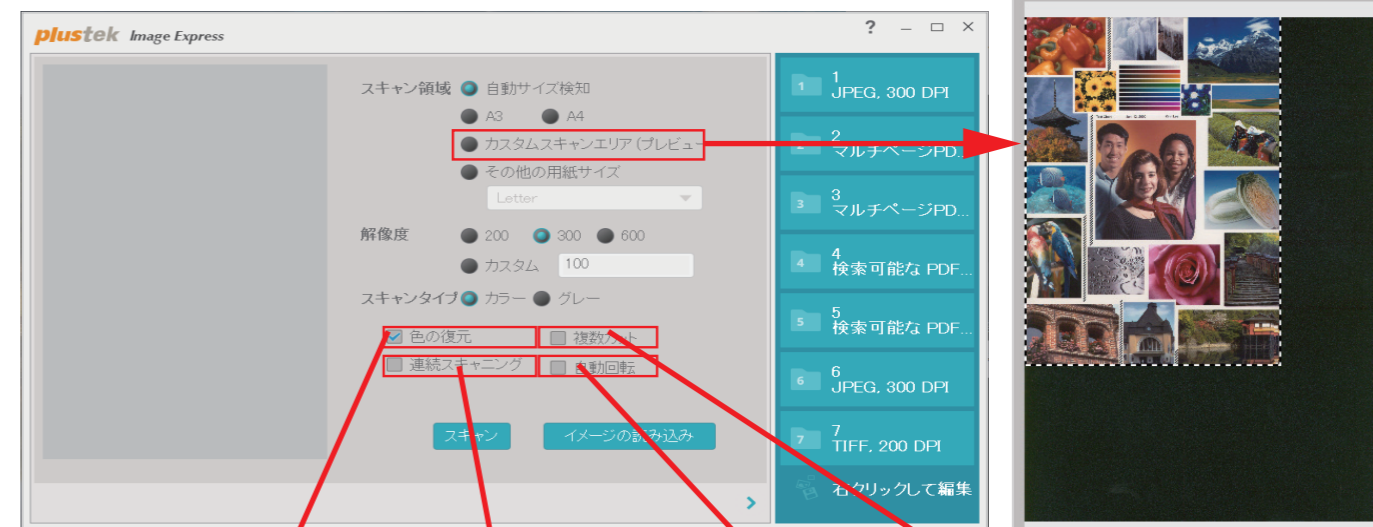 plustek Image Express
? – □ ×
スキャン領域 自動サイズ検知
A3 A4
カスタムスキャンエリア(プレビュー
その他の用紙サイズ
Letter
解像度 200 300 600
カスタム 100
スキャンタイプ カラー グレー
色の復元 複数カット
連続スキャニング 自動回転
スキャン イメージの読み込み
1 1
JPEG, 300 DPI
2 2
マルチページPD...
3 3
マルチページPD...
4 4
検索可能な PDF...
5 5
検索可能な PDF...
6 6
JPEG, 300 DPI
7 7
TIFF, 200 DPI
右クリックして編集